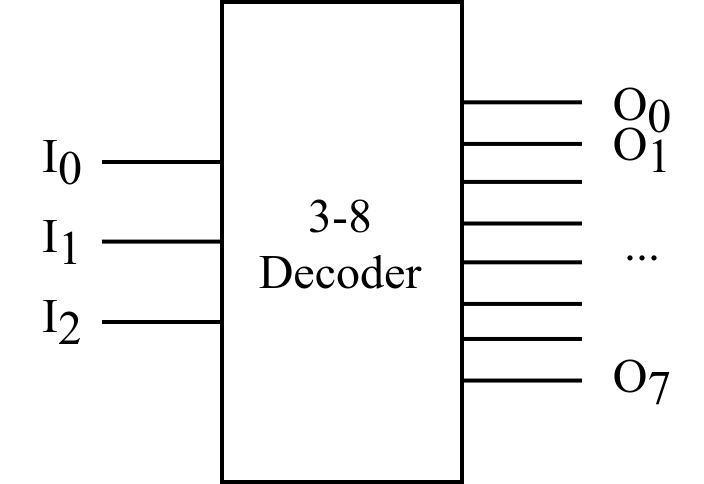 I0
I1
I2
3-8
Decoder
O0
O1
...
O7